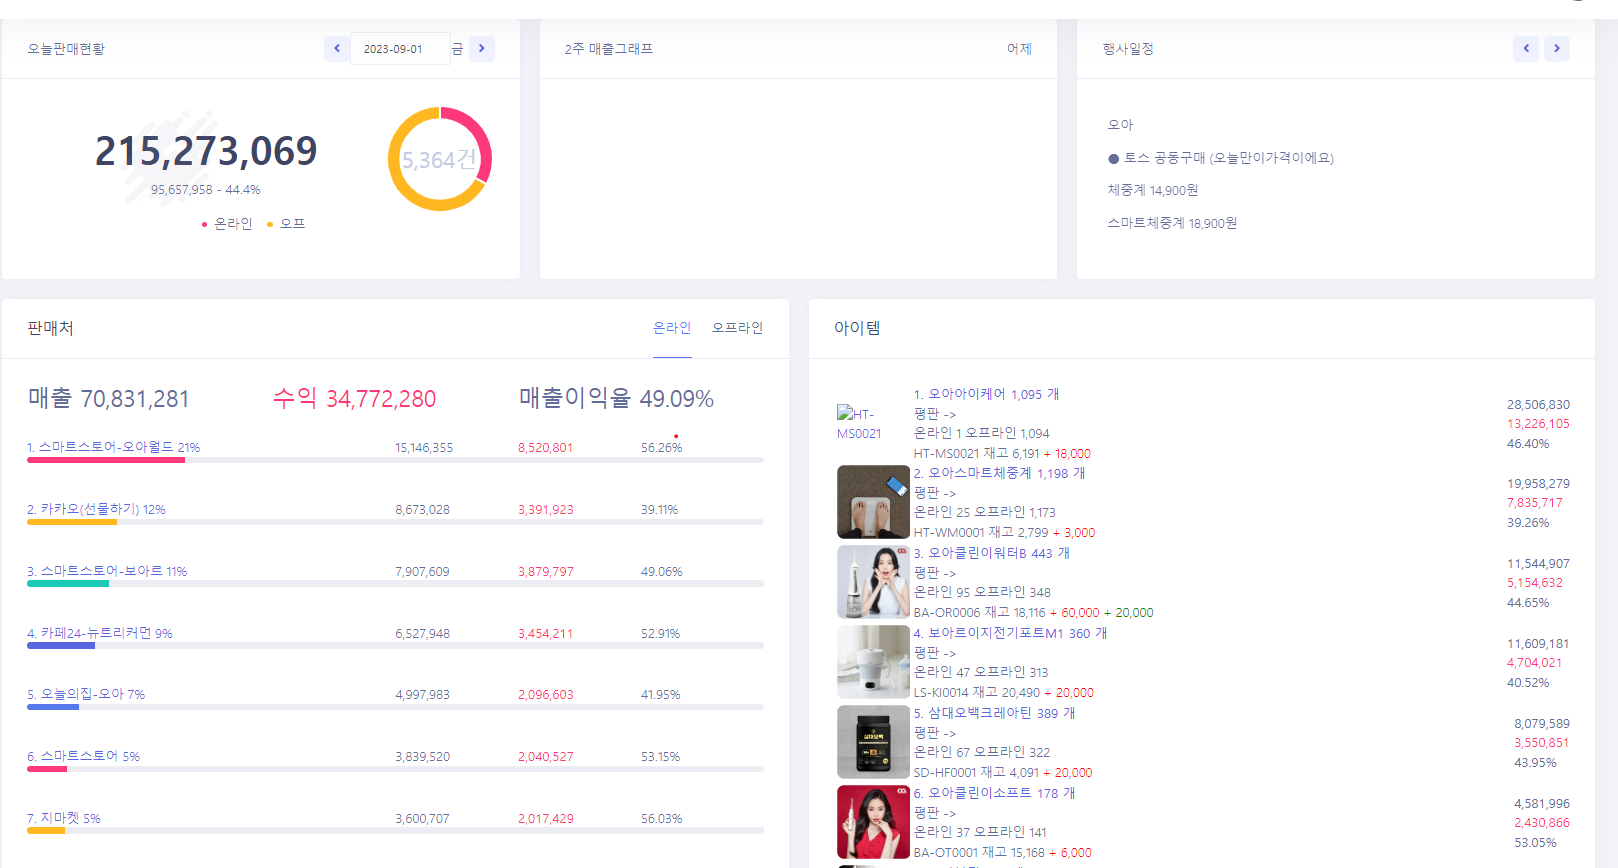 오늘판매현황
2023-09-01 금
215,273,069
95,657,958 - 44.4%
5,364건
온라인 오프
2주 매출그래프
어제
행사일정
오아
● 토스 공동구매 (오늘만이가격이에요)
체중계 14,900원
스마트체중계 18,900원
판매처
온라인 오프라인
매출 70,831,281 수익 34,772,280 매출이익율 49.09%
1. 스마트스토어-오아월드 21% 15,146,355 8,520,801 56.26%
2. 카카오(선물하기) 12% 8,673,028 3,391,923 39.11%
3. 스마트스토어-보아르 11% 7,907,609 3,879,797 49.06%
4. 카페24-뉴트리커먼 9% 6,527,948 3,454,211 52.91%
5. 오늘의집-오아 7% 4,997,983 2,096,603 41.95%
6. 스마트스토어 5% 3,839,520 2,040,527 53.15%
7. 지마켓 5% 3,600,707 2,017,429 56.03%
아이템
HT-
MS0021
1. 오아아이케어 1,095 개
평판 ->
온라인 1 오프라인 1,094
HT-MS0021 재고 6,191 + 18,000
28,506,830
13,226,105
46.40%
2. 오아스마트체중계 1,198 개
평판 ->
온라인 25 오프라인 1,173
HT-WM0001 재고 2,799 + 3,000
19,958,279
7,835,717
39.26%
3. 오아클린이워터B 443 개
평판 ->
온라인 95 오프라인 348
BA-OR0006 재고 18,116 + 60,000 + 20,000
11,544,907
5,154,632
44.65%
4. 보아르이지전기포트M1 360 개
평판 ->
온라인 47 오프라인 313
LS-KI0014 재고 20,490 + 20,000
11,609,181
4,704,021
40.52%
삼대오백
5. 삼대오백크레아틴 389 개
평판 ->
온라인 67 오프라인 322
SD-HF0001 재고 4,091 + 20,000
8,079,589
3,550,851
43.95%
6. 오아클린이소프트 178 개
평판 ->
온라인 37 오프라인 141
BA-OT0001 재고 15,168 + 6,000
4,581,996
2,430,866
53.05%